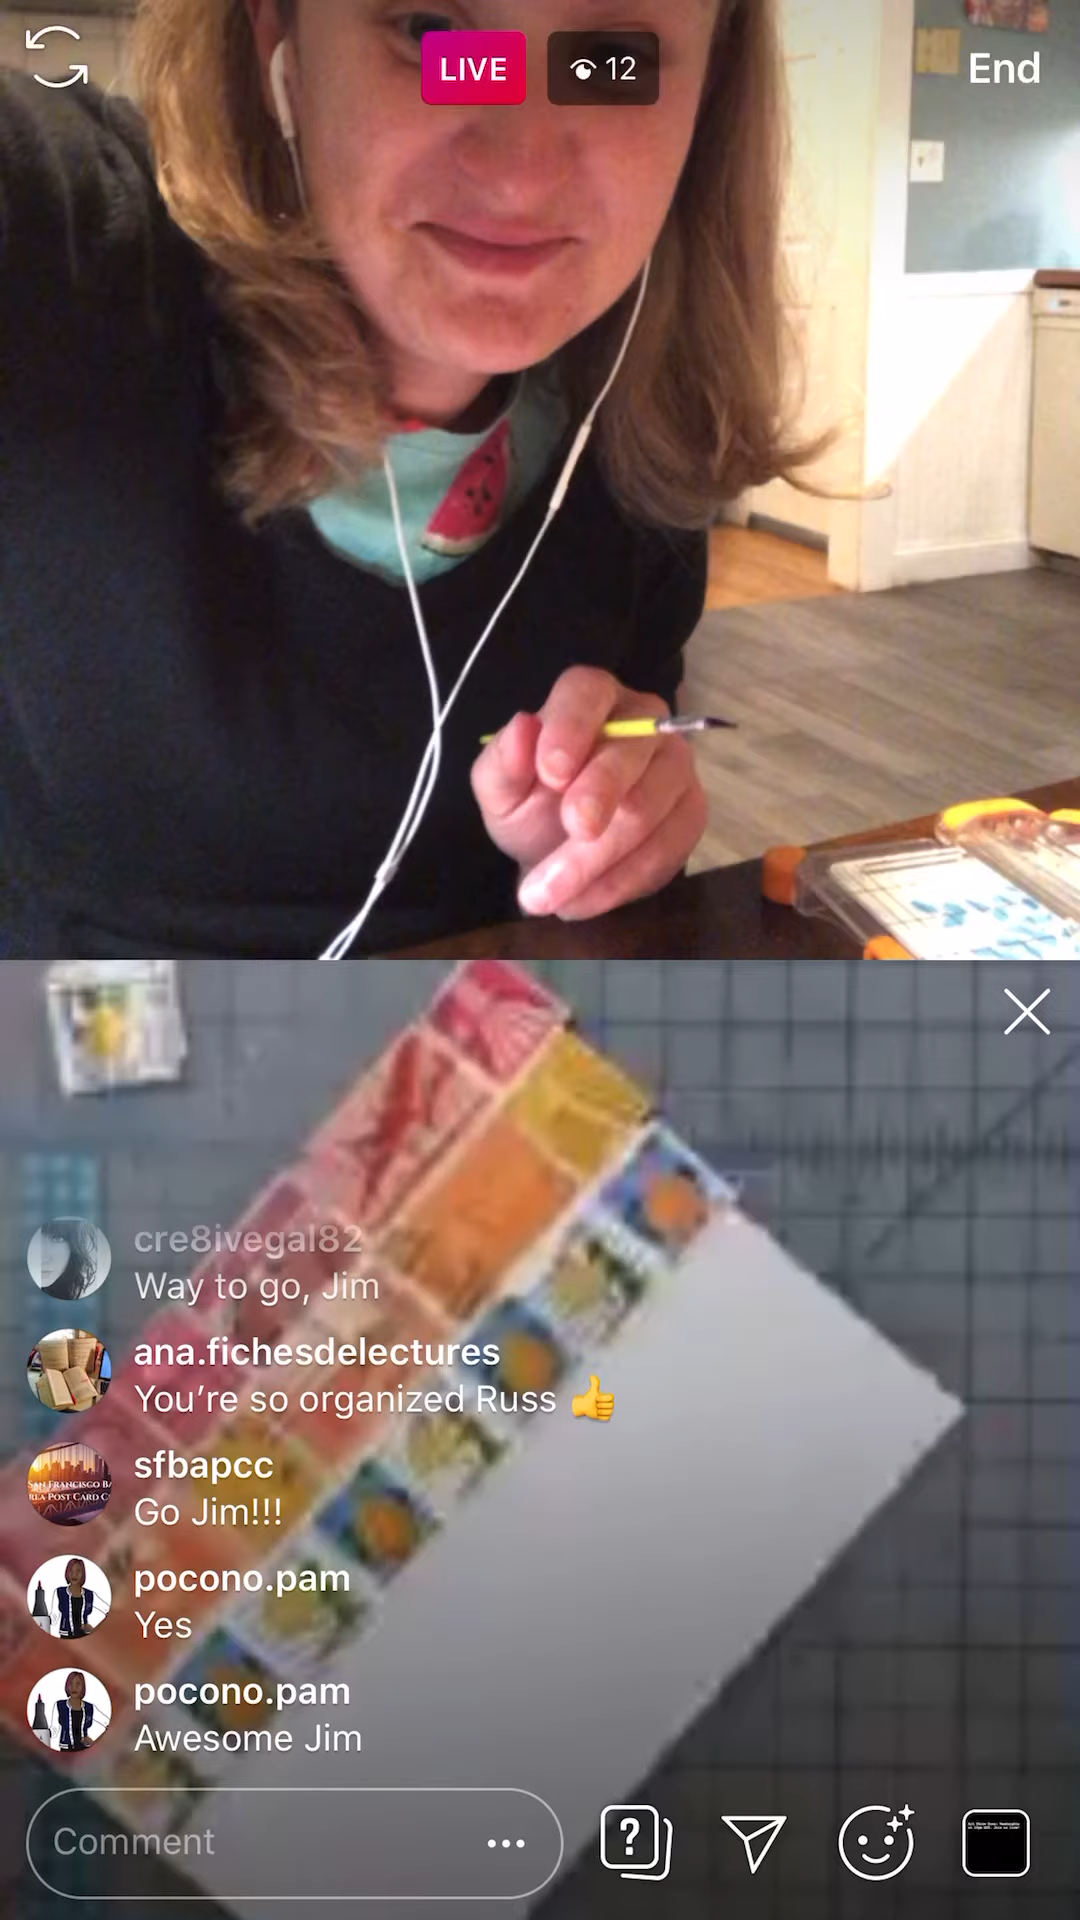 LIVE
12
End
cre8ivegal82
Way to go, Jim
ana.fichesdelectures
You’re so organized Russ 👍
sfbapcc
Go Jim!!!
pocono.pam
Yes
pocono.pam
Awesome Jim
Comment